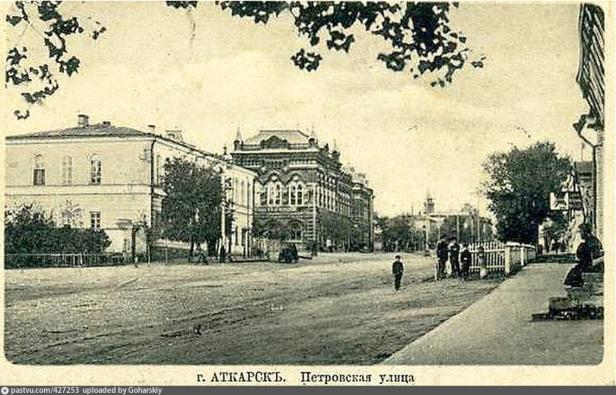 г. АТКАРСКЪ. Петровская улица
pastvu.com/427253 uploaded by Goharskiy